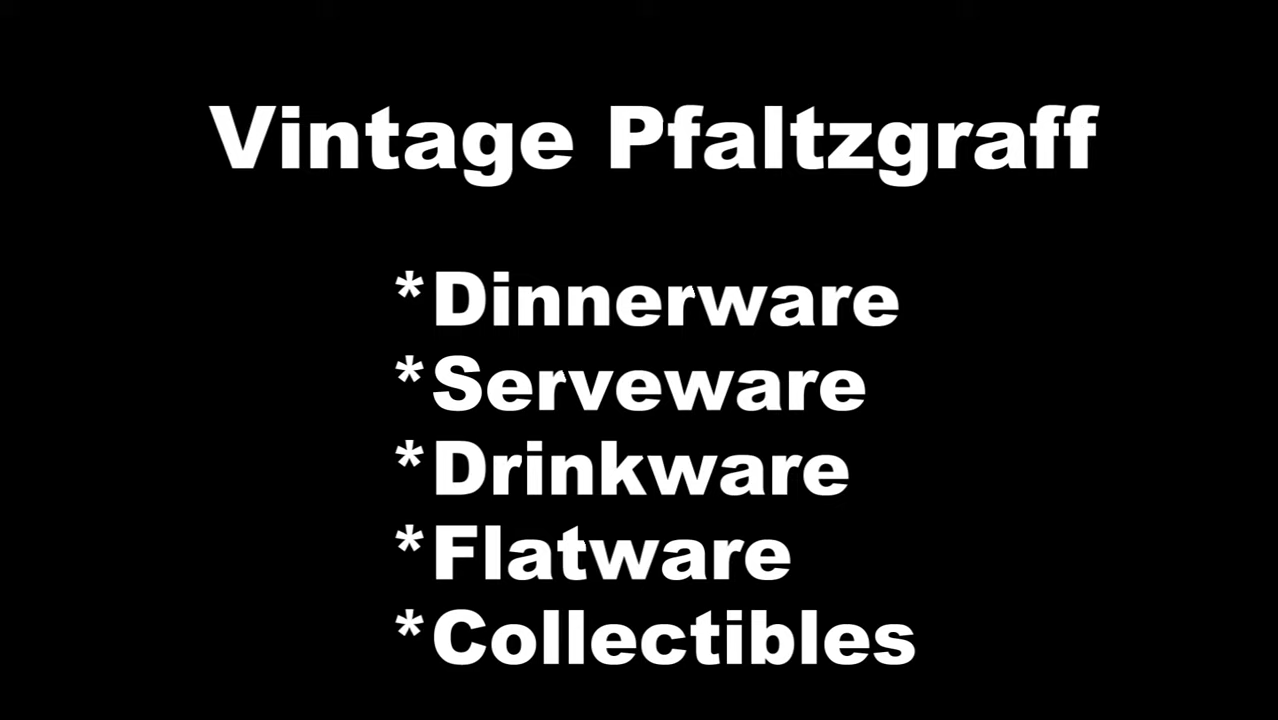 Vintage Pfaltzgraff
*Dinnerware
*Serveware
*Drinkware
*Flatware
*Collectibles